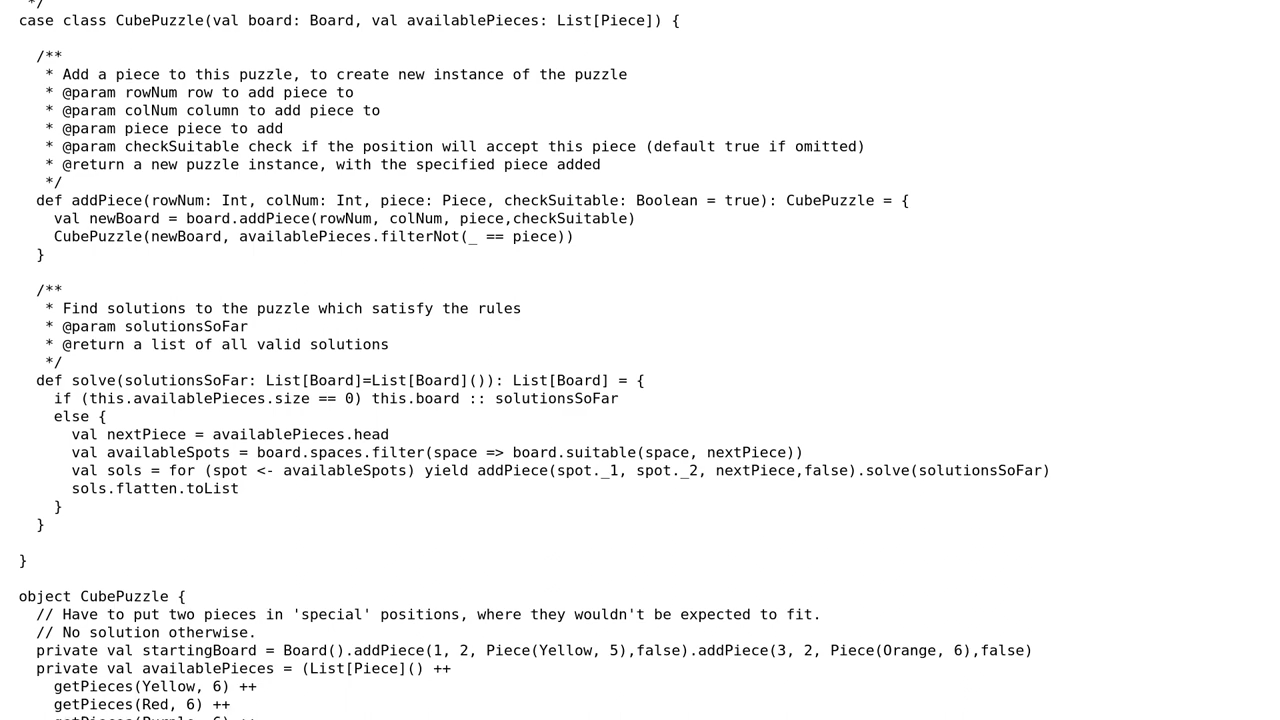 */
case class CubePuzzle(val board: Board, val availablePieces: List[Piece]) {

  /**
   * Add a piece to this puzzle, to create new instance of the puzzle
   * @param rowNum row to add piece to
   * @param colNum column to add piece to
   * @param piece piece to add
   * @param checkSuitable check if the position will accept this piece (default true if omitted)
   * @return a new puzzle instance, with the specified piece added
   */
  def addPiece(rowNum: Int, colNum: Int, piece: Piece, checkSuitable: Boolean = true): CubePuzzle = {
    val newBoard = board.addPiece(rowNum, colNum, piece,checkSuitable)
    CubePuzzle(newBoard, availablePieces.filterNot(_ == piece))
  }

  /**
   * Find solutions to the puzzle which satisfy the rules
   * @param solutionsSoFar
   * @return a list of all valid solutions
   */
  def solve(solutionsSoFar: List[Board]=List[Board]()): List[Board] = {
    if (this.availablePieces.size == 0) this.board :: solutionsSoFar
    else {
      val nextPiece = availablePieces.head
      val availableSpots = board.spaces.filter(space => board.suitable(space, nextPiece))
      val sols = for (spot <- availableSpots) yield addPiece(spot._1, spot._2, nextPiece,false).solve(solutionsSoFar)
      sols.flatten.toList
    }
  }

}

object CubePuzzle {
  // Have to put two pieces in 'special' positions, where they wouldn't be expected to fit.
  // No solution otherwise.
  private val startingBoard = Board().addPiece(1, 2, Piece(Yellow, 5),false).addPiece(3, 2, Piece(Orange, 6),false)
  private val availablePieces = (List[Piece]() ++
    getPieces(Yellow, 6) ++
    getPieces(Red, 6) ++
    getPieces(Purple, 6) ++